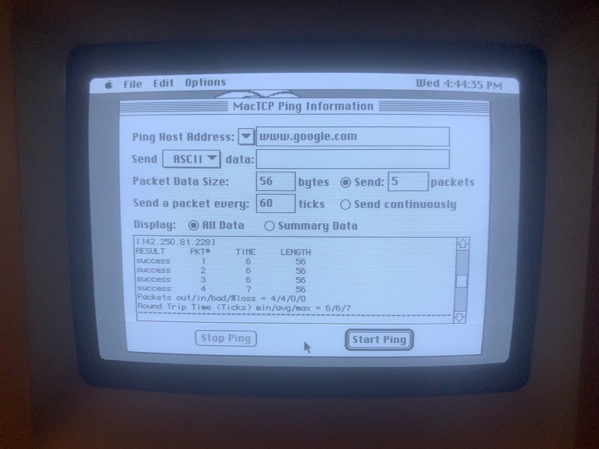 File Edit Options Wed 4:44:35 PM
MacTCP Ping Information
Ping Host Address: www.google.com
Send ASCII data:
Packet Data Size: 56 bytes Send: 5 packets
Send a packet every: 60 ticks Send continuously
Display: All Data Summary Data
[142.250.81.228]
RESULT PKT# TIME LENGTH
success 1 6 56
success 2 6 56
success 3 6 56
success 4 7 56
Packets out/in/bad/%loss = 4/4/0/0
Round Trip Time (Ticks) min/avg/max = 6/6/7
Stop Ping Start Ping